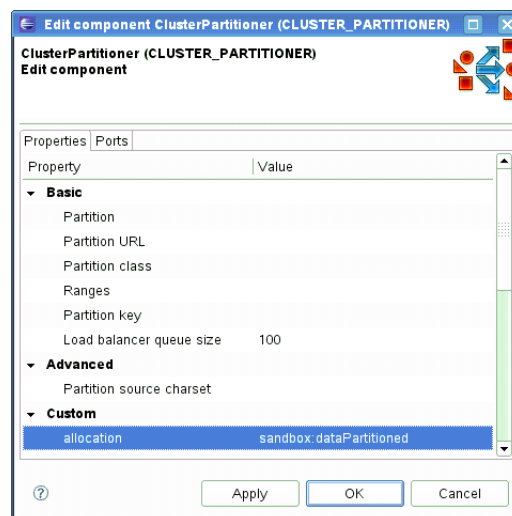 Edit component ClusterPartitioner (CLUSTER_PARTITIONER)
ClusterPartitioner (CLUSTER_PARTITIONER)
Edit component
Properties Ports
Property Value
Basic
Partition
Partition URL
Partition class
Ranges
Partition key
Load balancer queue size 100
Advanced
Partition source charset
Custom
allocation sandbox:dataPartitioned
? Apply OK Cancel